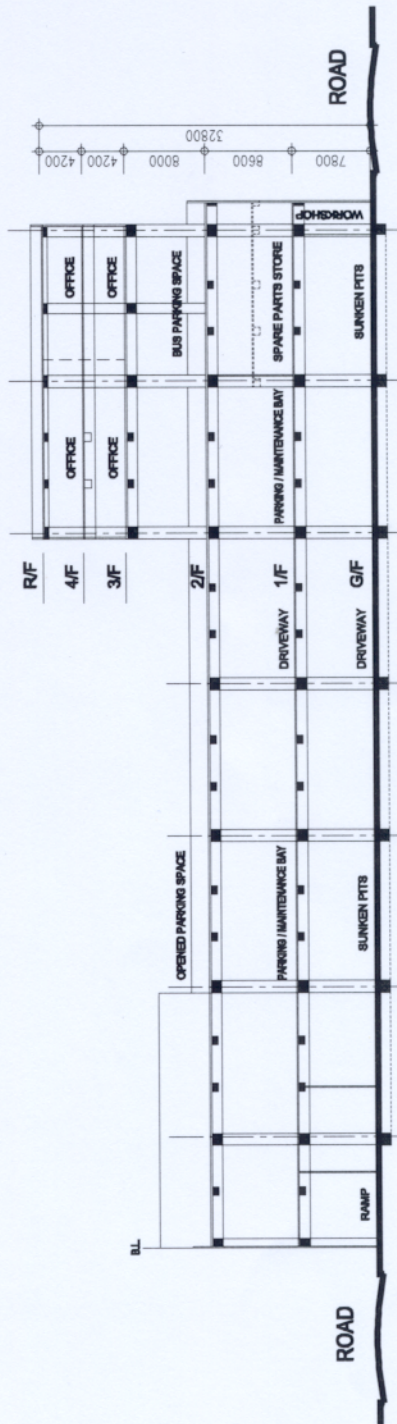 R/F
4/F
3/F
2/F
1/F
G/F
OFFICE
OFFICE
OFFICE
OFFICE
BUS PARKING SPACE
OPENED PARKING SPACE
SPARE PARTS STORE
WORKSHOP
PARKING / MAINTENANCE BAY
DRIVEWAY
PARKING / MAINTENANCE BAY
SUNKEN PITS
DRIVEWAY
SUNKEN PITS
RAMP
B.L.
ROAD
ROAD
4200
4200
8000
8600
7800
32800